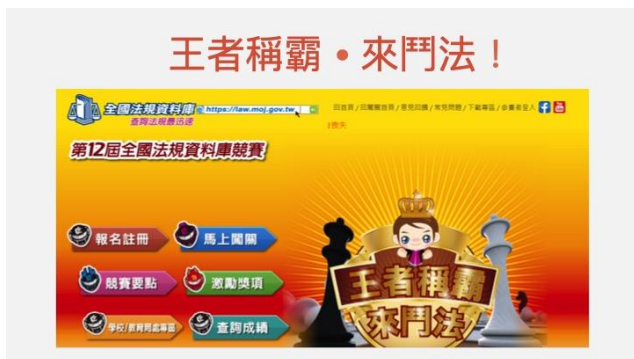 王者稱霸•來鬥法！
全國法規資料庫 https://law.moj.gov.tw
回首頁/回闖關首頁/意見回饋/常見問題/下載專區/參賽者登入
查詢法規最迅速
第12屆全國法規資料庫競賽
報名註冊 馬上闖關
競賽要點 激勵獎項
學校/教育局處專區 查詢成績
王者稱霸
來鬥法